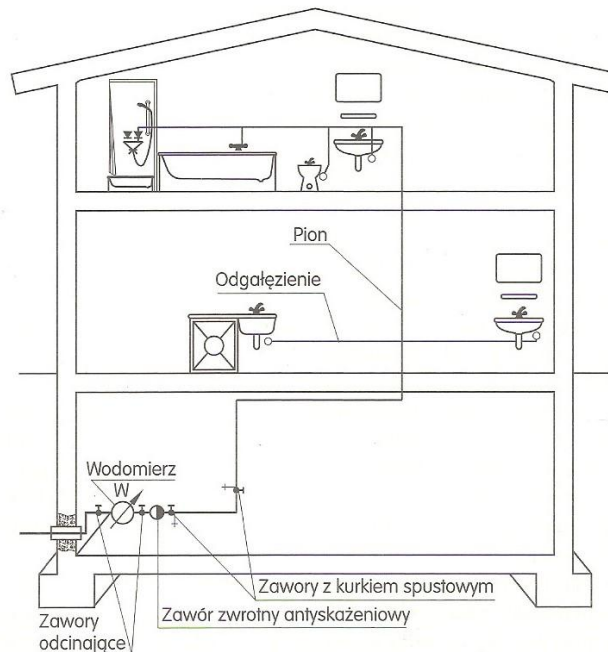 Pion
Odgałęzienie
Wodomierz
W
Zawory z kurkiem spustowym
Zawór zwrotny antyskażeniowy
Zawory
odcinające